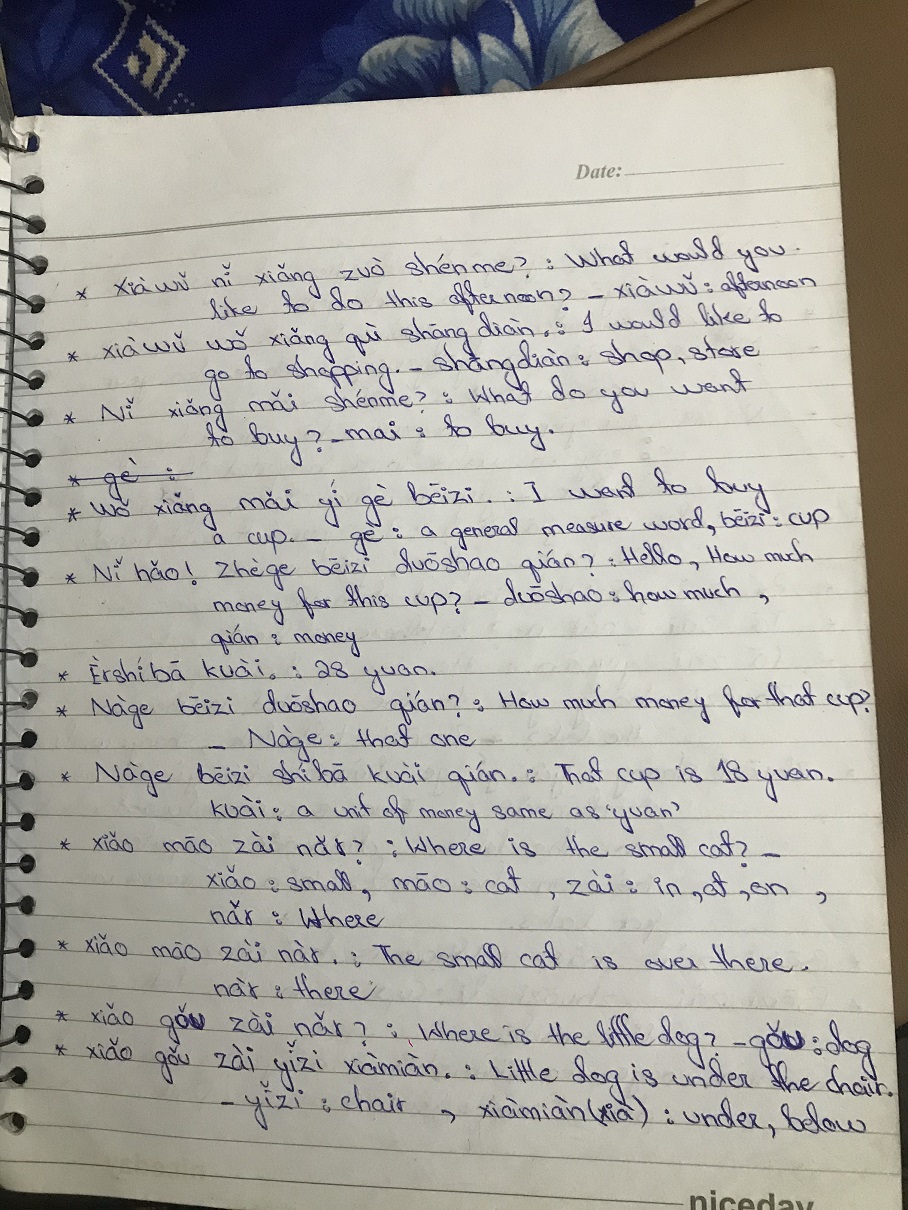 Date:
* Xiàwǔ nǐ xiǎng zuò shénme? : What would you
like to do this afternoon? - xiàwǔ : afternoon
* xiàwǔ wǒ xiǎng qù shāngdiàn. : I would like to
go to shopping. - shāngdiàn : shop, store
* Nǐ xiǎng mǎi shénme? : What do you want
to buy? - mai : to buy.
* gè :
* Wǒ xiǎng mǎi yí gè bēizi. : I want to buy
a cup. - gè : a general measure word, bēizi : cup
* Nǐ hǎo! Zhège bēizi duōshao qián? : Hello, How much
money for this cup? - duōshao : how much ,
qián : money
* Èrshíbā kuài. : 28 yuan.
* Nàge bēizi duōshao qián? : How much money for that cup?
- Nàge : that one
* Nàge bēizi shíbā kuài qián. : That cup is 18 yuan.
kuài : a unit of money same as 'yuan'
* xiǎo māo zài nǎr? : Where is the small cat? -
xiǎo : small, māo : cat , zài : in, at, on ,
nǎr : Where
* xiǎo māo zài nàr. : The small cat is over there.
nàr : there
* xiǎo gǒu zài nǎr? : Where is the little dog? - gǒu : dog
* xiǎo gǒu zài yǐzi xiàmiàn. : Little dog is under the chair.
- yǐzi : chair , xiàmiàn (xià) : under, below
niceday